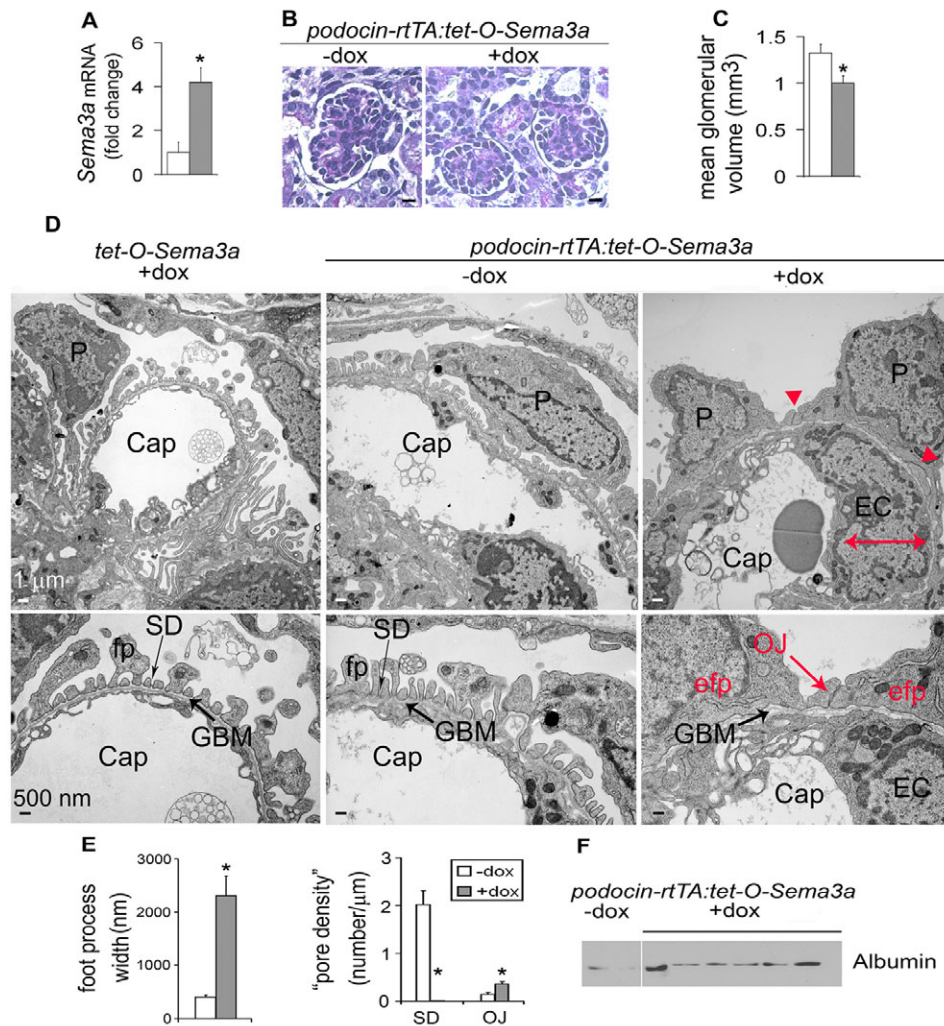 A
Sema3a mRNA
(fold change)
6
4
2
0
*
B
podocin-rtTA:tet-O-Sema3a
-dox
+dox
C
mean glomerular
volume (mm3)
1.5
1
0.5
0
*
D
tet-O-Sema3a
+dox
podocin-rtTA:tet-O-Sema3a
-dox
+dox
P
Cap
1 µm
P
Cap
P
P
EC
Cap
SD
fp
GBM
Cap
500 nm
SD
fp
GBM
Cap
OJ
efp
efp
GBM
Cap
EC
E
foot process
width (nm)
3000
2000
1000
0
*
"pore density"
(number/µm)
3
2
1
0
-dox
+dox
*
*
SD
OJ
F
podocin-rtTA:tet-O-Sema3a
-dox
+dox
Albumin